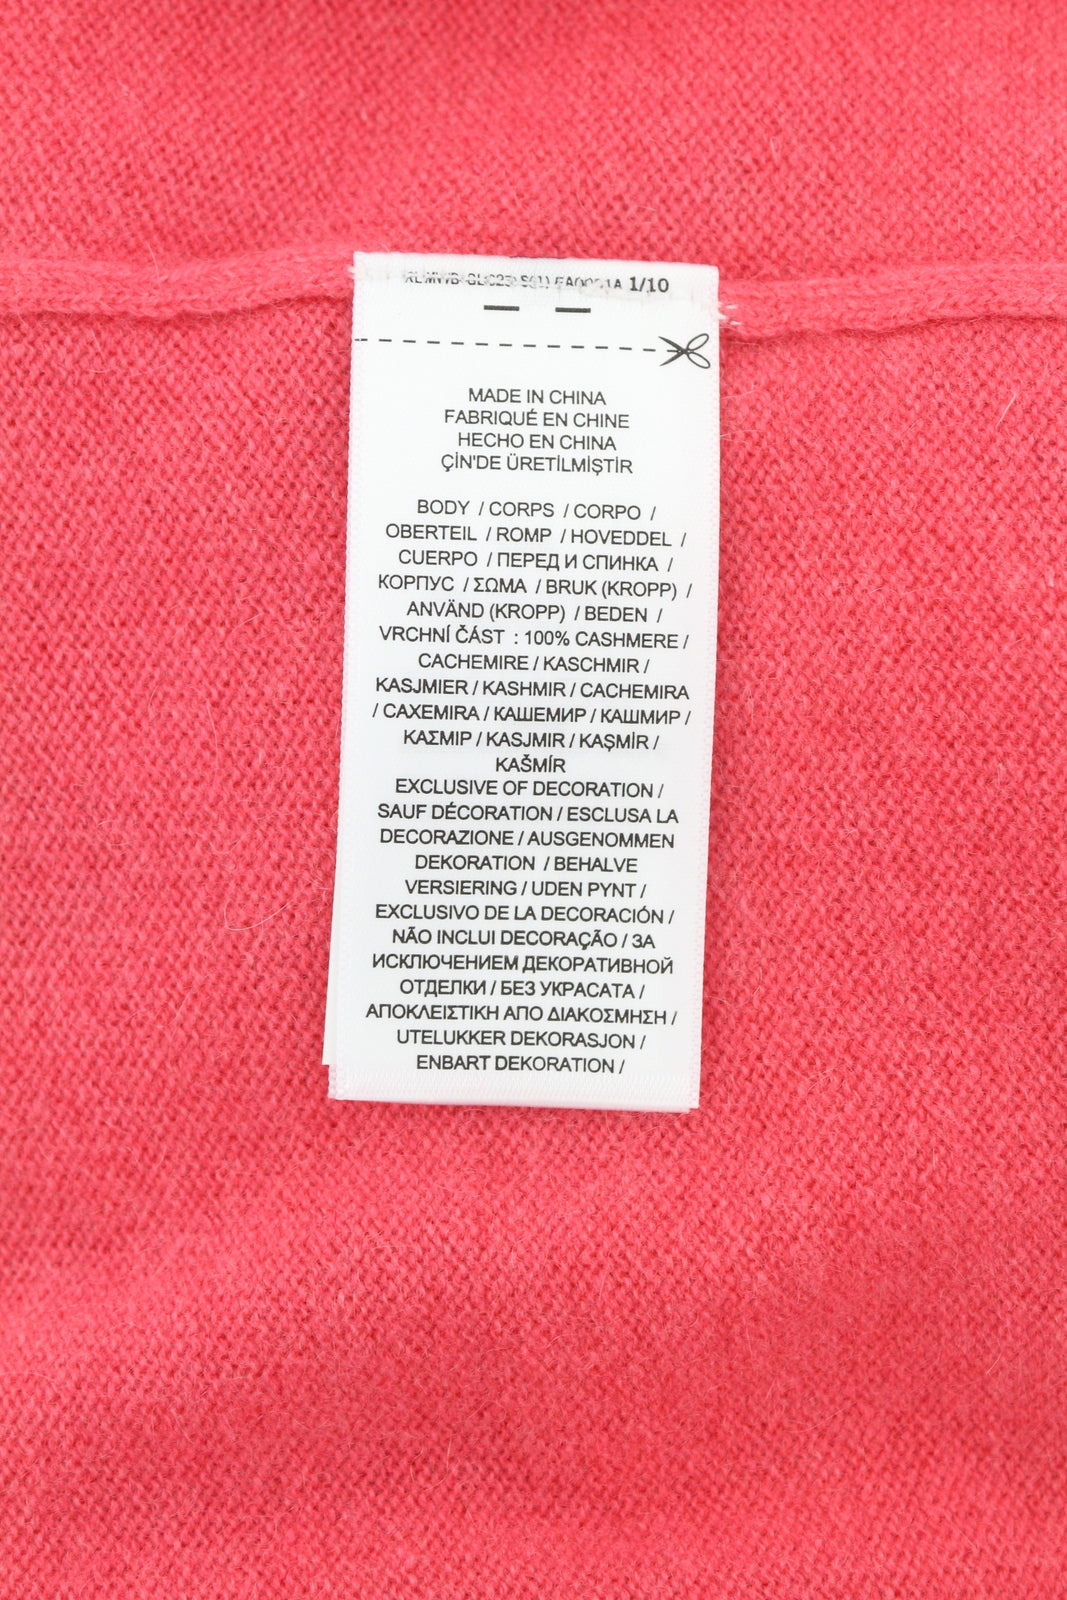 1/10
MADE IN CHINA
FABRIQUÉ EN CHINE
HECHO EN CHINA
ÇİN'DE ÜRETİLMİŞTİR
BODY / CORPS / CORPO /
OBERTEIL / ROMP / HOVEDDEL /
CUERPO / ПЕРЕД И СПИНКА /
КОРПУС / ΣΩΜΑ / BRUK (KROPP) /
ANVÄND (KROPP) / BEDEN /
VRCHNÍ ČÁST : 100% CASHMERE /
CACHEMIRE / KASCHMIR /
KASJMIER / KASHMIR / CACHEMIRA
/ CAXEMIRA / КАШЕМИР / КАШМИР /
ΚΑΣΜΙΡ / KASJMIR / KAŞMİR /
KAŠMÍR
EXCLUSIVE OF DECORATION /
SAUF DÉCORATION / ESCLUSA LA
DECORAZIONE / AUSGENOMMEN
DEKORATION / BEHALVE
VERSIERING / UDEN PYNT /
EXCLUSIVO DE LA DECORACIÓN /
NÃO INCLUI DECORAÇÃO / ЗА
ИСКЛЮЧЕНИЕМ ДЕКОРАТИВНОЙ
ОТДЕЛКИ / БЕЗ УКРАСАТА /
ΑΠΟΚΛΕΙΣΤΙΚΗ ΑΠΟ ΔΙΑΚΟΣΜΗΣΗ /
UTELUKKER DEKORASJON /
ENBART DEKORATION /